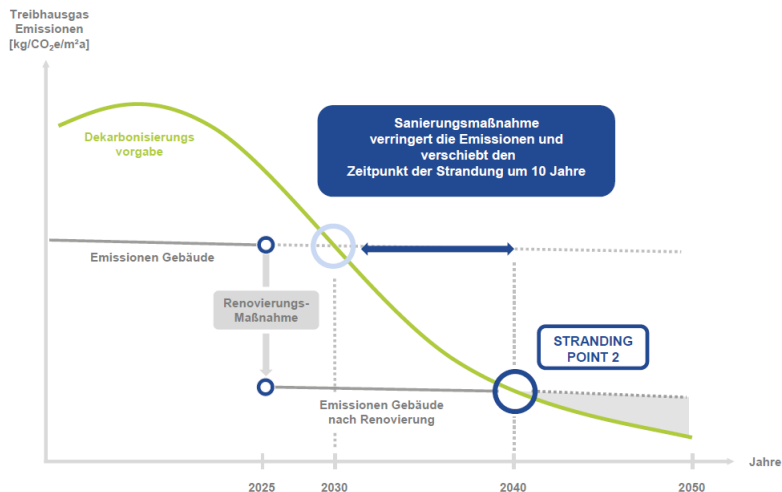 Treibhausgas
Emissionen
[kg/CO₂e/m²a]
Dekarbonisierungs
vorgabe
Sanierungsmaßnahme
verringert die Emissionen und
verschiebt den
Zeitpunkt der Strandung um 10 Jahre
Emissionen Gebäude
Renovierungs-
Maßnahme
STRANDING
POINT 2
Emissionen Gebäude
nach Renovierung
Jahre
2025
2030
2040
2050